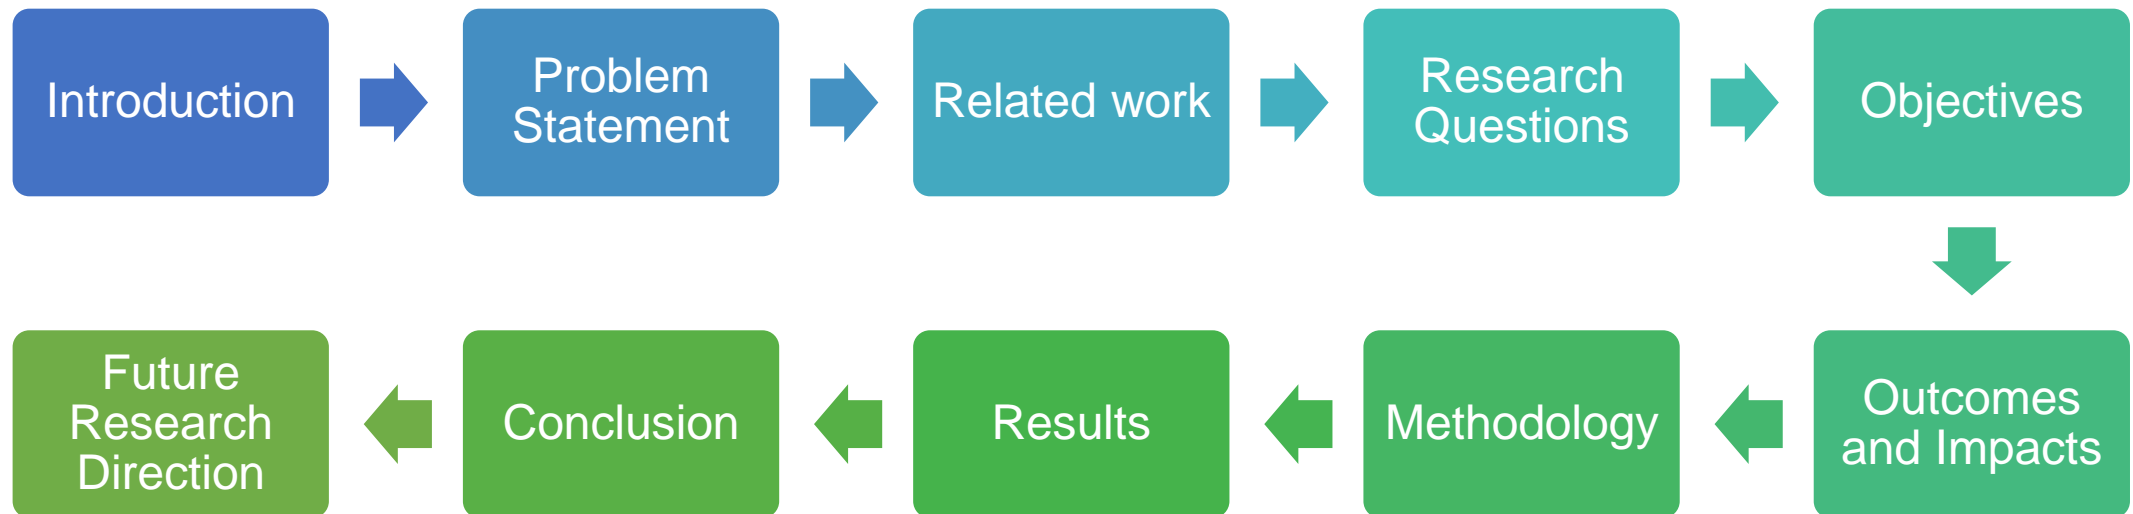 Introduction
Problem
Statement
Related work
Research
Questions
Objectives
Outcomes
and Impacts
Methodology
Results
Conclusion
Future
Research
Direction